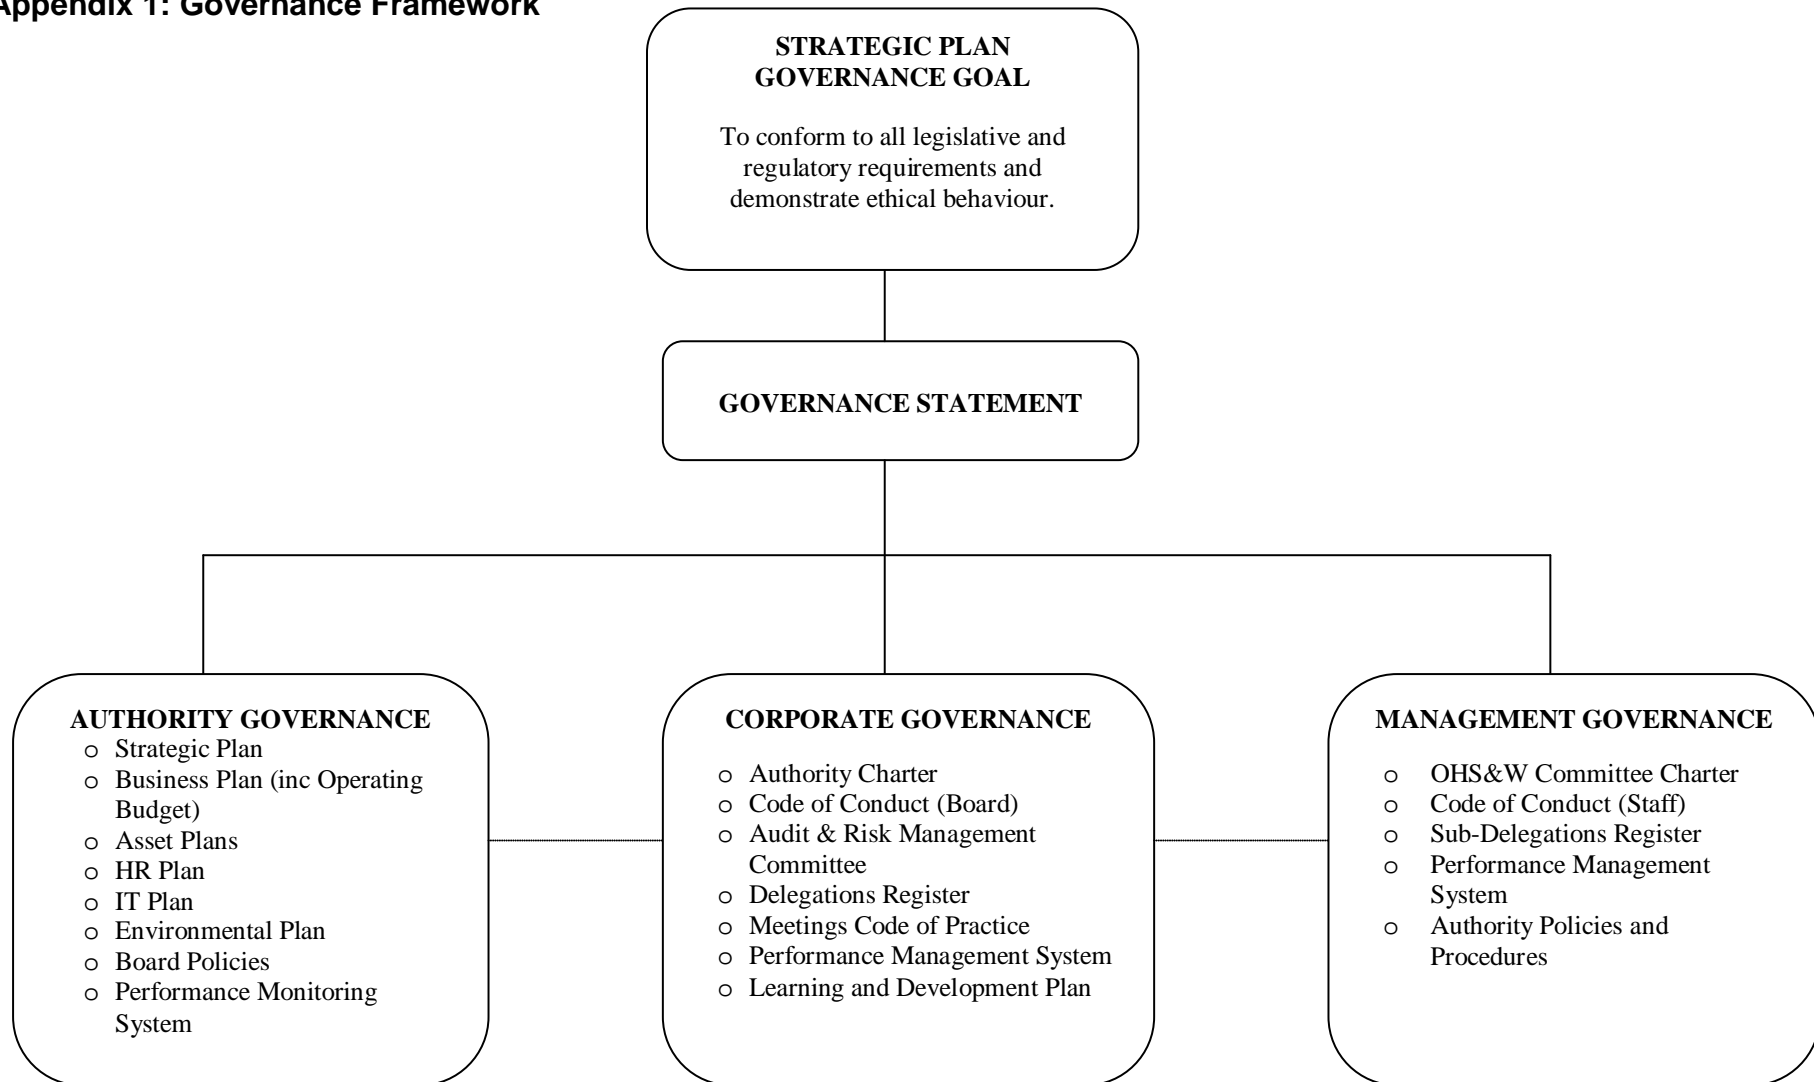 Appendix 1: Governance Framework
STRATEGIC PLAN
GOVERNANCE GOAL
To conform to all legislative and
regulatory requirements and
demonstrate ethical behaviour.
GOVERNANCE STATEMENT
AUTHORITY GOVERNANCE
o Strategic Plan
o Business Plan (inc Operating
Budget)
o Asset Plans
o HR Plan
o IT Plan
o Environmental Plan
o Board Policies
o Performance Monitoring
System
CORPORATE GOVERNANCE
o Authority Charter
o Code of Conduct (Board)
o Audit & Risk Management
Committee
o Delegations Register
o Meetings Code of Practice
o Performance Management System
o Learning and Development Plan
MANAGEMENT GOVERNANCE
o OHS&W Committee Charter
o Code of Conduct (Staff)
o Sub-Delegations Register
o Performance Management
System
o Authority Policies and
Procedures